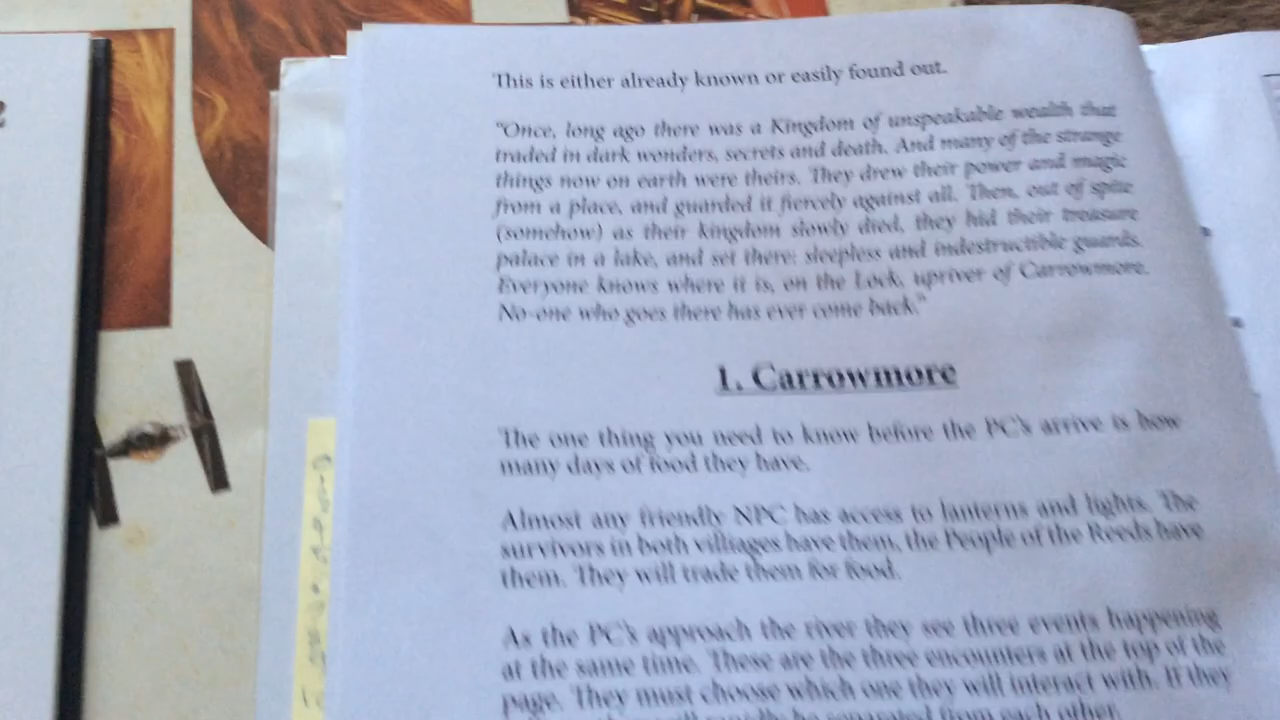 This is either already known or easily found out.
"Once, long ago there was a Kingdom of unspeakable wealth that
traded in dark wonders, secrets and death. And many of the strange
things now on earth were theirs. They drew their power and magic
from a place, and guarded it fiercely against all. Then, out of spite
(somehow) as their kingdom slowly died, they hid their treasure
palace in a lake, and set there: sleepless and indestructible guards.
Everyone knows where it is, on the Lock, upriver of Carrowmore.
No-one who goes there has ever come back."
1. Carrowmore
The one thing you need to know before the PC's arrive is how
many days of food they have.
Almost any friendly NPC has access to lanterns and lights. The
survivors in both villiages have them, the People of the Reeds have
them. They will trade them for food.
As the PC's approach the river they see three events happening
at the same time. These are the three encounters at the top of the
page. They must choose which one they will interact with. If they
will rapidly be separated from each other.